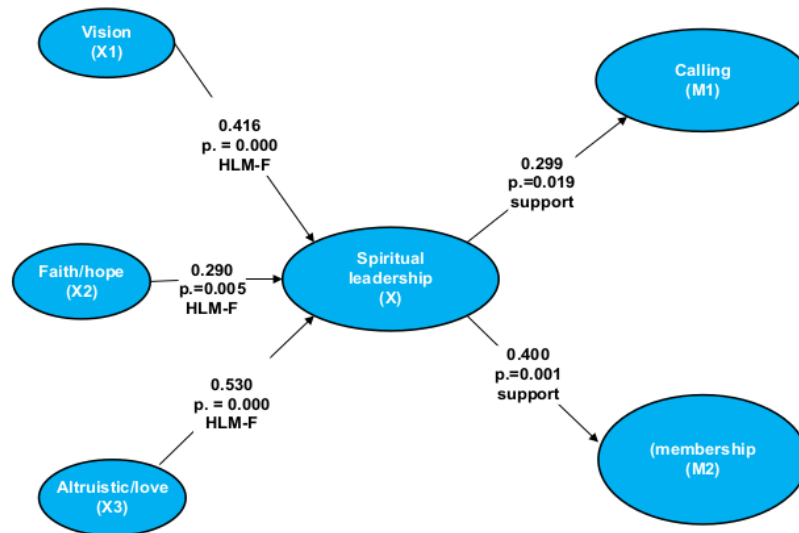 Vision
(X1)
Calling
(M1)
0.416
p. = 0.000
HLM-F
0.299
p.=0.019
support
Faith/hope
(X2)
0.290
p.=0.005
HLM-F
Spiritual
leadership
(X)
0.530
p. = 0.000
HLM-F
0.400
p.=0.001
support
Altruistic/love
(X3)
(membership
(M2)